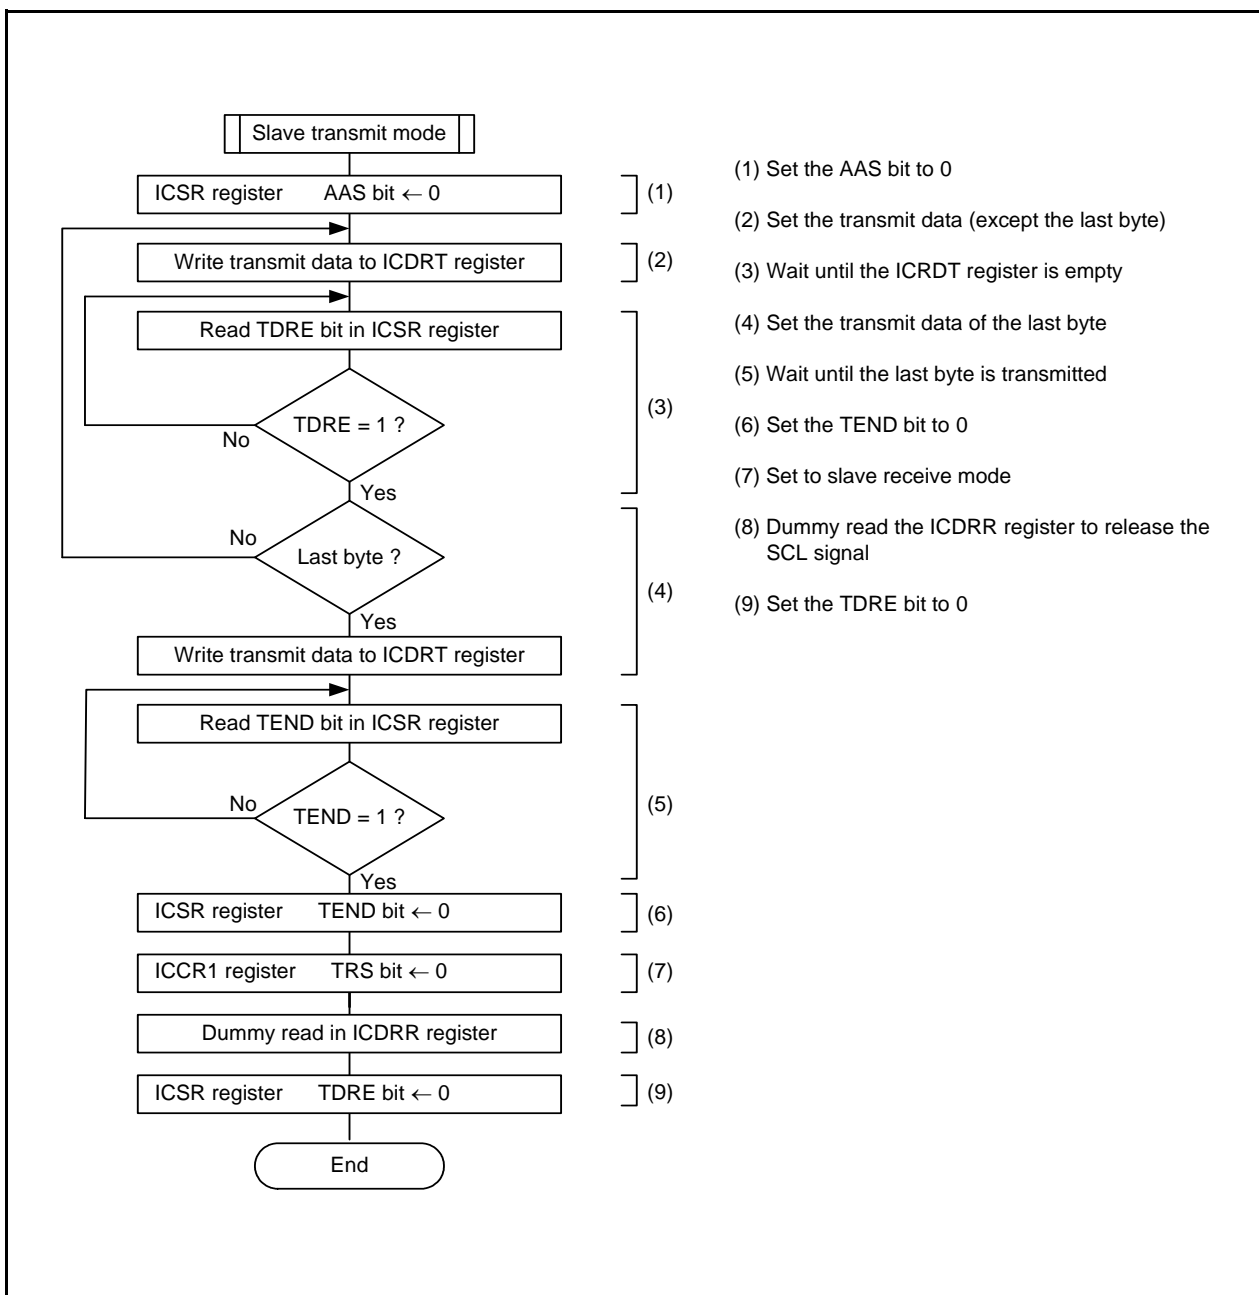 Slave transmit mode
ICSR register AAS bit ← 0
(1)
Write transmit data to ICDRT register
(2)
Read TDRE bit in ICSR register
TDRE = 1 ?
No
(3)
Yes
No
Last byte ?
(4)
Yes
Write transmit data to ICDRT register
Read TEND bit in ICSR register
No
TEND = 1 ?
(5)
Yes
ICSR register TEND bit ← 0
(6)
ICCR1 register TRS bit ← 0
(7)
Dummy read in ICDRR register
(8)
ICSR register TDRE bit ← 0
(9)
End
(1) Set the AAS bit to 0
(2) Set the transmit data (except the last byte)
(3) Wait until the ICRDT register is empty
(4) Set the transmit data of the last byte
(5) Wait until the last byte is transmitted
(6) Set the TEND bit to 0
(7) Set to slave receive mode
(8) Dummy read the ICDRR register to release the
SCL signal
(9) Set the TDRE bit to 0